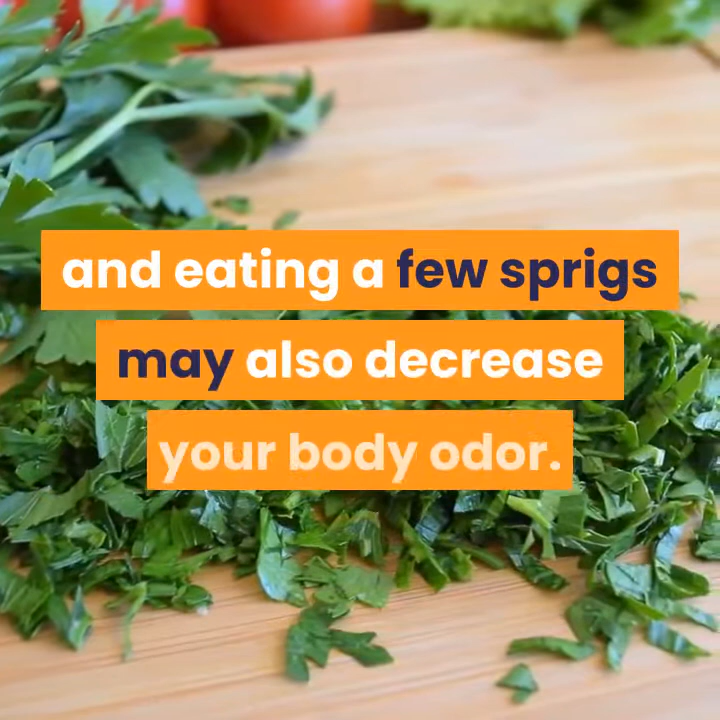 and eating a few sprigs
may also decrease
your body odor.